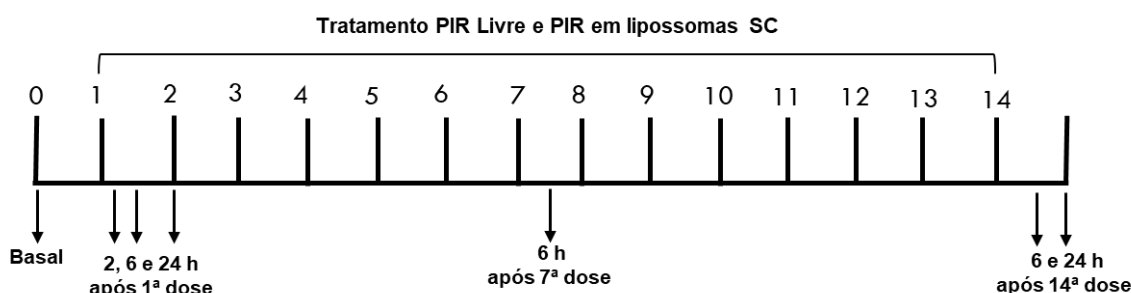 Tratamento PIR Livre e PIR em lipossomas SC
0 1 2 3 4 5 6 7 8 9 10 11 12 13 14
Basal
2, 6 e 24 h
após 1ª dose
6 h
após 7ª dose
6 e 24 h
após 14ª dose